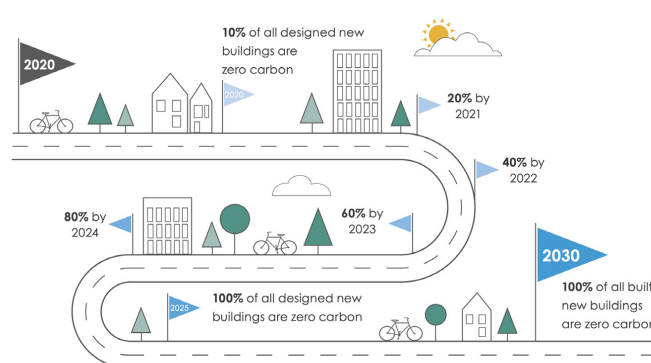 2020
10% of all designed new
buildings are
zero carbon
2020
20% by
2021
40% by
2022
60% by
2023
80% by
2024
2025
100% of all designed new
buildings are zero carbon
2030
100% of all built
new buildings
are zero carbon